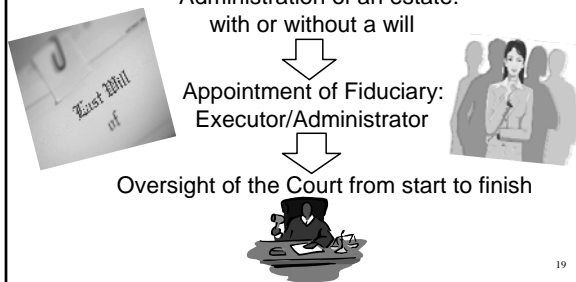 Administration of an estate:
with or without a will
Last Will
of
Appointment of Fiduciary:
Executor/Administrator
Oversight of the Court from start to finish
19